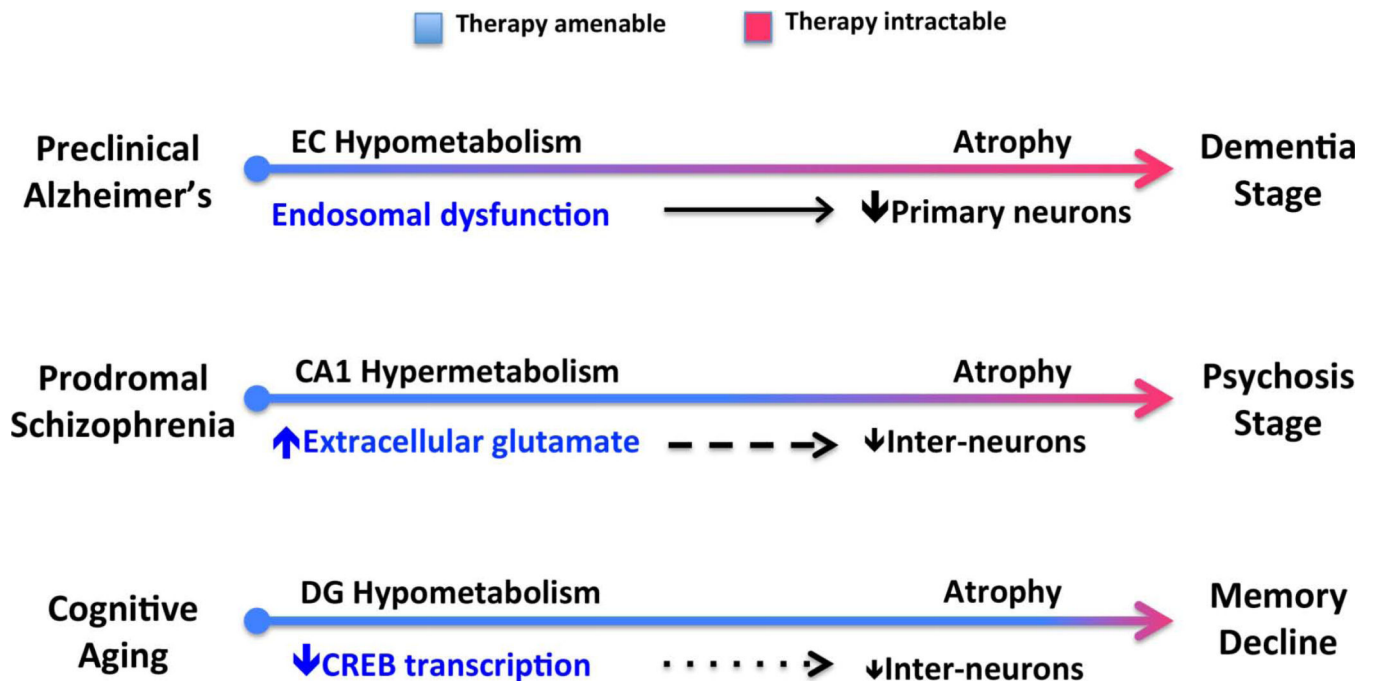 Therapy amenable
Therapy intractable
Preclinical
Alzheimer’s
EC Hypometabolism
Atrophy
Endosomal dysfunction
Primary neurons
Dementia
Stage
Prodromal
Schizophrenia
CA1 Hypermetabolism
Atrophy
Extracellular glutamate
Inter-neurons
Psychosis
Stage
Cognitive
Aging
DG Hypometabolism
Atrophy
CREB transcription
Inter-neurons
Memory
Decline